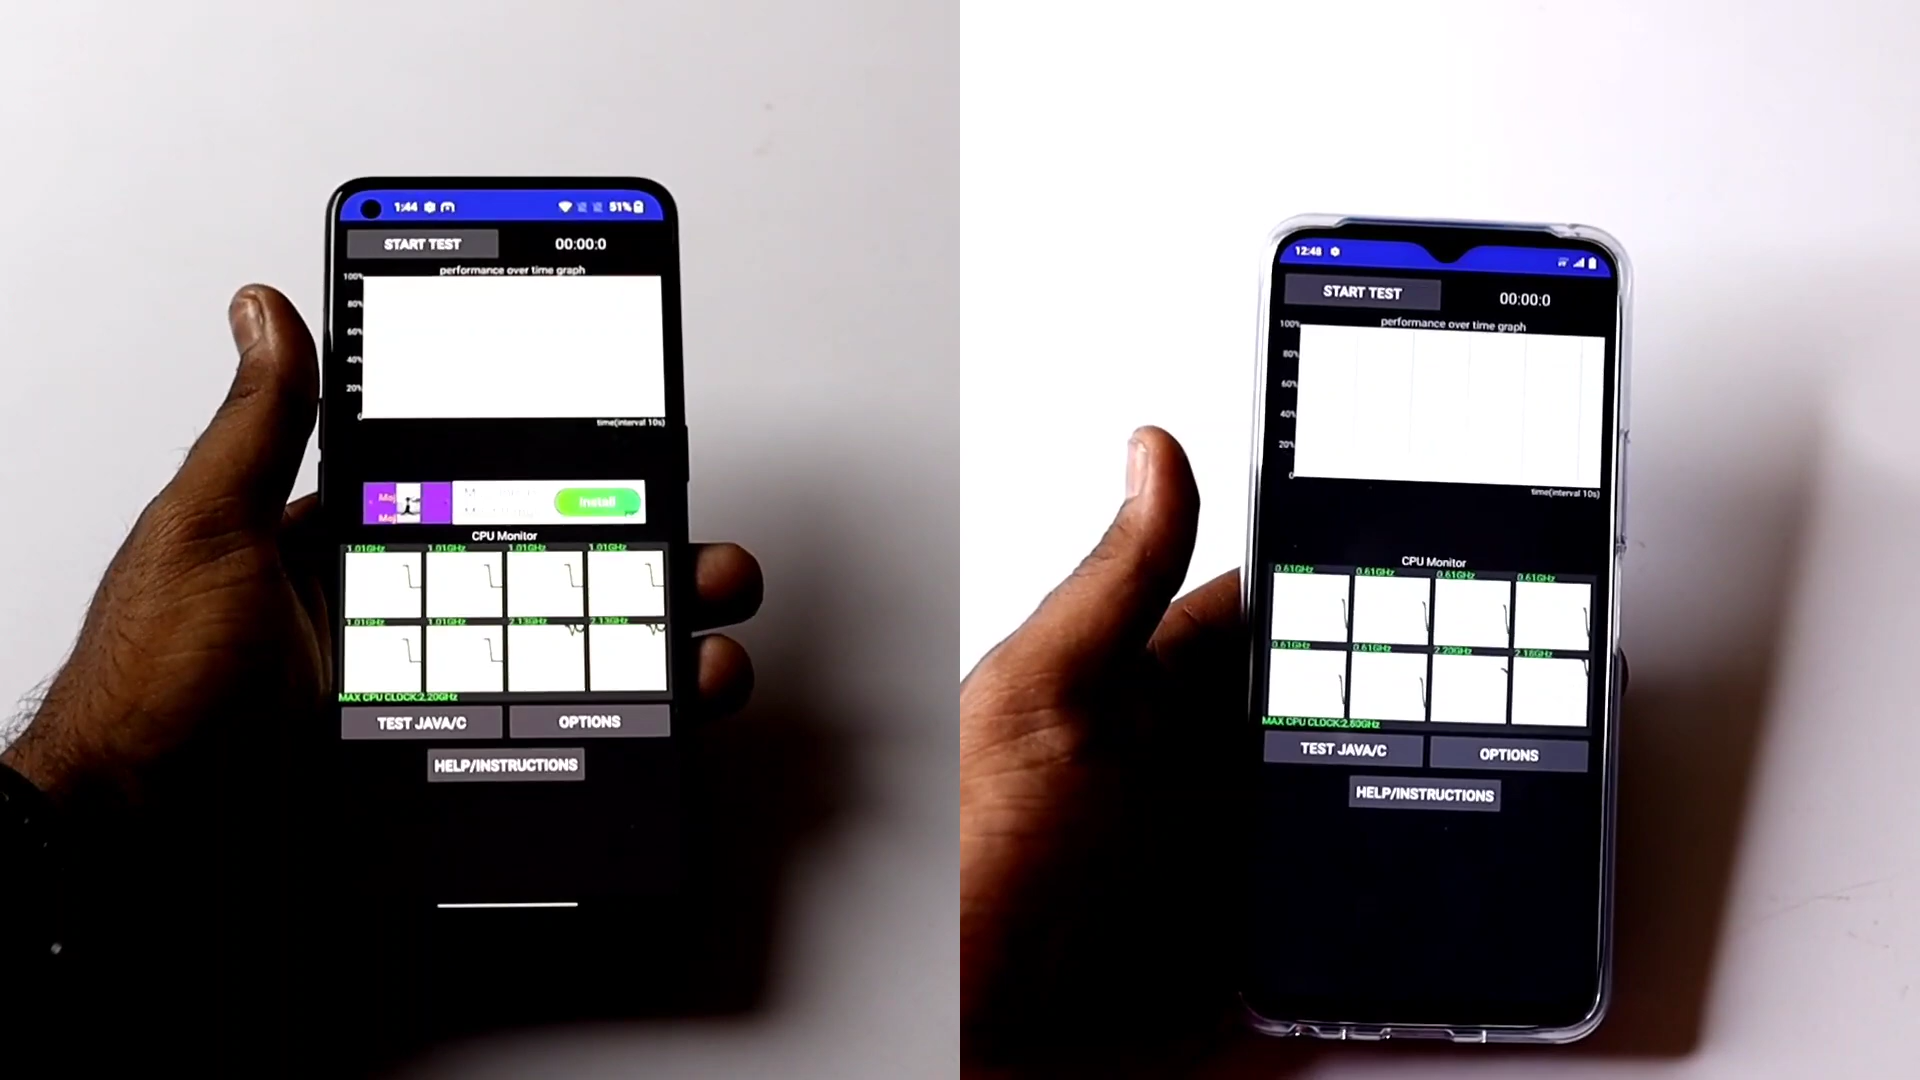 1:44
51%
START TEST
00:00:0
performance over time graph
100%
80%
60%
40%
20%
0
time(interval 10s)
Moj
Moj
Install
CPU Monitor
1.01GHz 1.01GHz 1.01GHz 1.01GHz
1.01GHz 1.01GHz 2.13GHz 2.13GHz
MAX CPU CLOCK:2.20GHz
TEST JAVA/C
OPTIONS
HELP/INSTRUCTIONS
12:48
START TEST
00:00:0
performance over time graph
100%
80%
60%
40%
20%
0
time(interval 10s)
CPU Monitor
0.61GHz 0.61GHz 0.61GHz 0.61GHz
0.61GHz 0.61GHz 2.20GHz 2.18GHz
MAX CPU CLOCK:2.80GHz
TEST JAVA/C
OPTIONS
HELP/INSTRUCTIONS